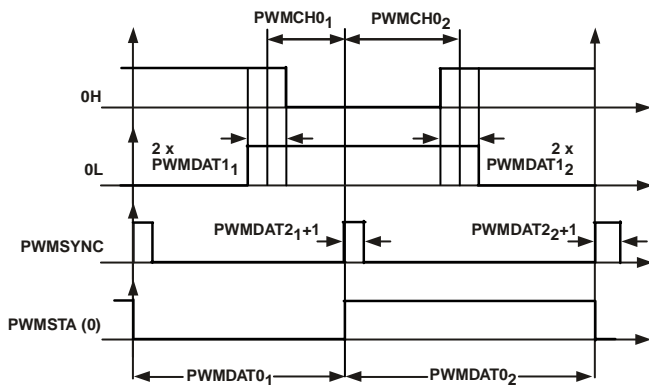 PWMCH0₁ PWMCH0₂
0H
2 x
PWMDAT1₁
2 x
PWMDAT1₂
0L
PWMDAT2₁+1
PWMDAT2₂+1
PWMSYNC
PWMSTA (0)
PWMDAT0₁
PWMDAT0₂